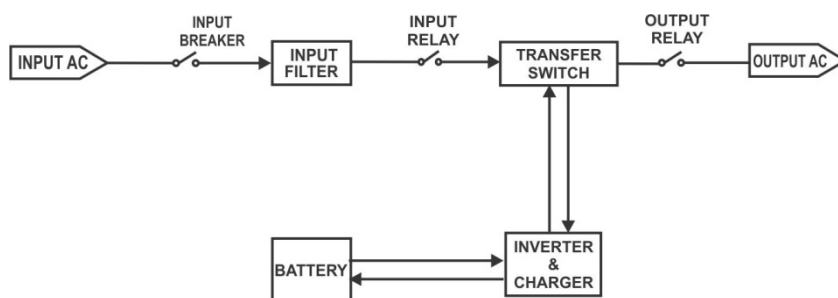 INPUT AC
INPUT
BREAKER
INPUT
FILTER
INPUT
RELAY
TRANSFER
SWITCH
OUTPUT
RELAY
OUTPUT AC
BATTERY
INVERTER
&
CHARGER